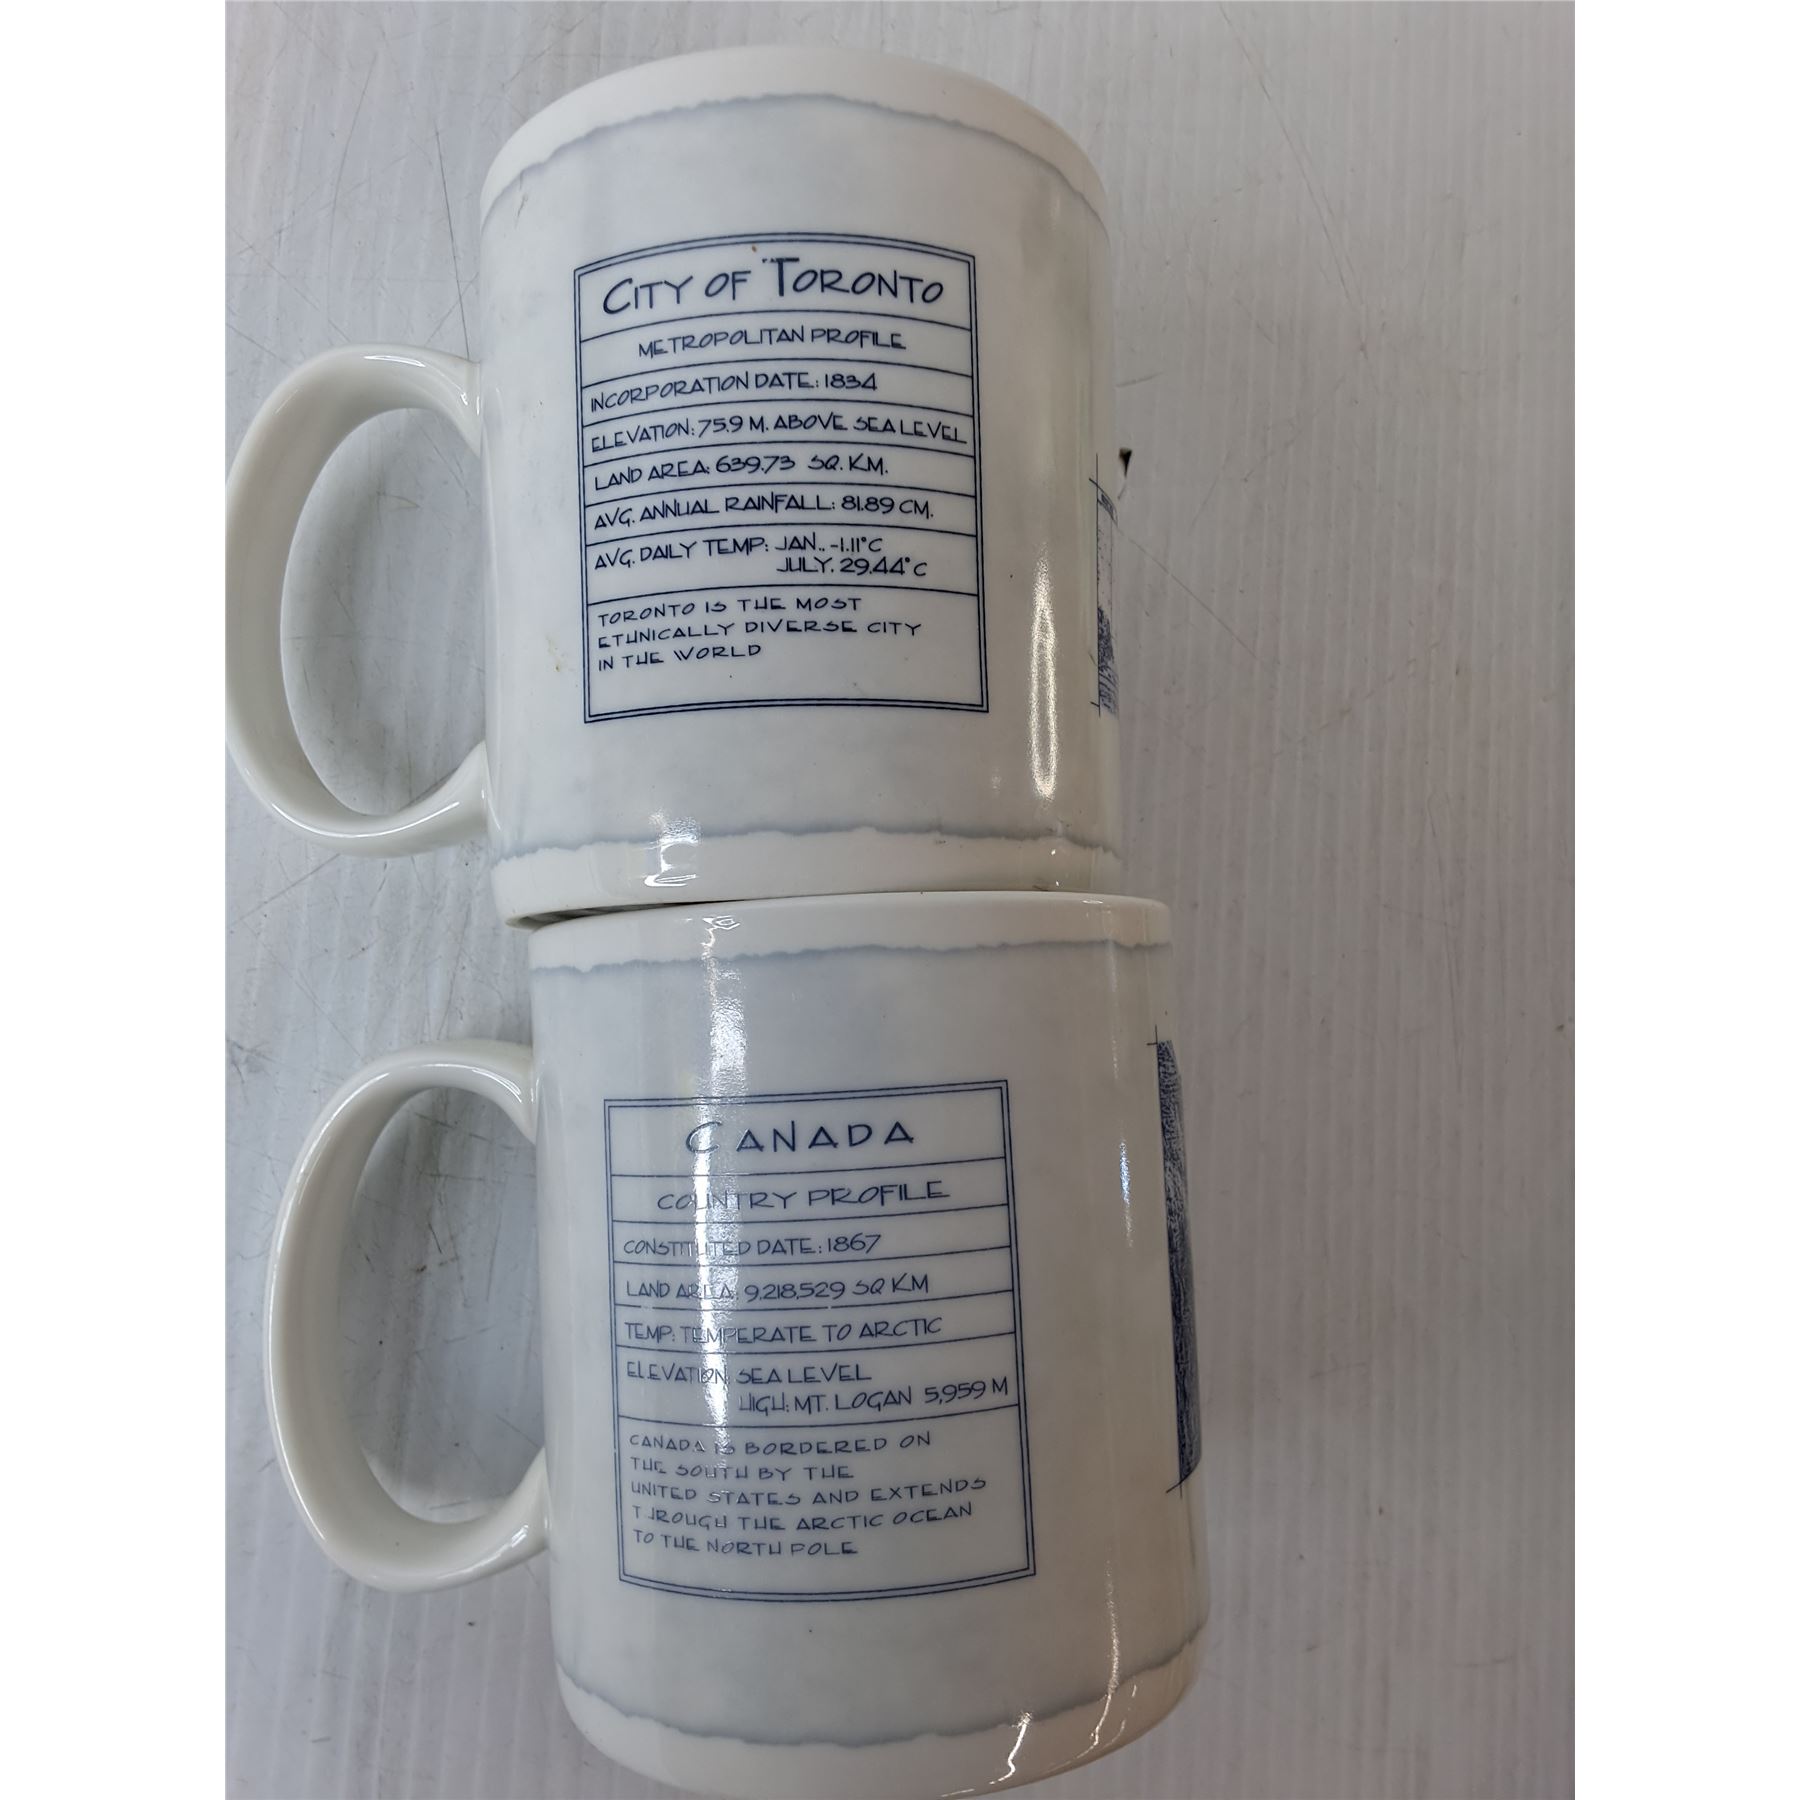 CITY OF TORONTO
METROPOLITAN PROFILE
INCORPORATION DATE: 1834
ELEVATION: 75.9 M. ABOVE SEA LEVEL
LAND AREA: 639.73 SQ. KM.
AVG. ANNUAL RAINFALL: 81.89 CM.
AVG. DAILY TEMP: JAN.. -1.11°C
JULY. 29.44°C
TORONTO IS THE MOST
ETHNICALLY DIVERSE CITY
IN THE WORLD
CANADA
COUNTRY PROFILE
CONSTITUTED DATE: 1867
LAND AREA: 9,218,529 SQ KM
TEMP: TEMPERATE TO ARCTIC
ELEVATION: SEA LEVEL
HIGH: MT. LOGAN 5,959 M
CANADA IS BORDERED ON
THE SOUTH BY THE
UNITED STATES AND EXTENDS
THROUGH THE ARCTIC OCEAN
TO THE NORTH POLE